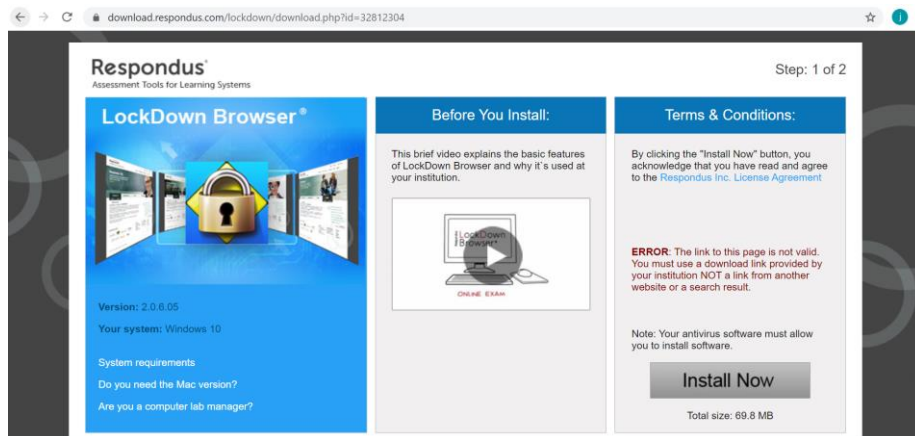 download.respondus.com/lockdown/download.php?id=32812304
Respondus®
Assessment Tools for Learning Systems
Step: 1 of 2
LockDown Browser®
Version: 2.0.6.05
Your system: Windows 10
System requirements
Do you need the Mac version?
Are you a computer lab manager?
Before You Install:
This brief video explains the basic features
of LockDown Browser and why it`s used at
your institution.
LockDown
Browser
ONLINE EXAM
Terms & Conditions:
By clicking the "Install Now" button, you
acknowledge that you have read and agree
to the Respondus Inc. License Agreement
ERROR: The link to this page is not valid.
You must use a download link provided by
your institution NOT a link from another
website or a search result.
Note: Your antivirus software must allow
you to install software.
Install Now
Total size: 69.8 MB